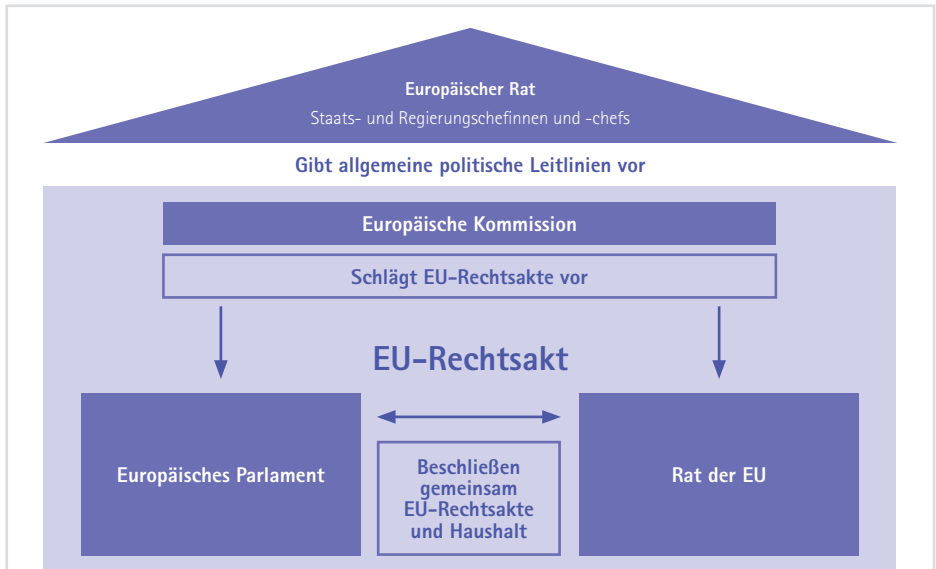 Europäischer Rat
Staats- und Regierungschefinnen und -chefs
Gibt allgemeine politische Leitlinien vor
Europäische Kommission
Schlägt EU-Rechtsakte vor
EU-Rechtsakt
Europäisches Parlament
Beschließen
gemeinsam
EU-Rechtsakte
und Haushalt
Rat der EU